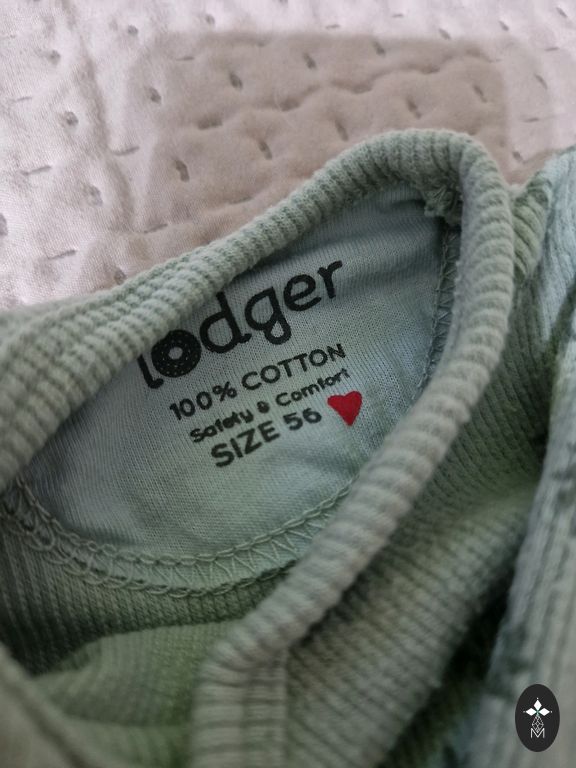 lodger
100% COTTON
Safety & Comfort
SIZE 56
M